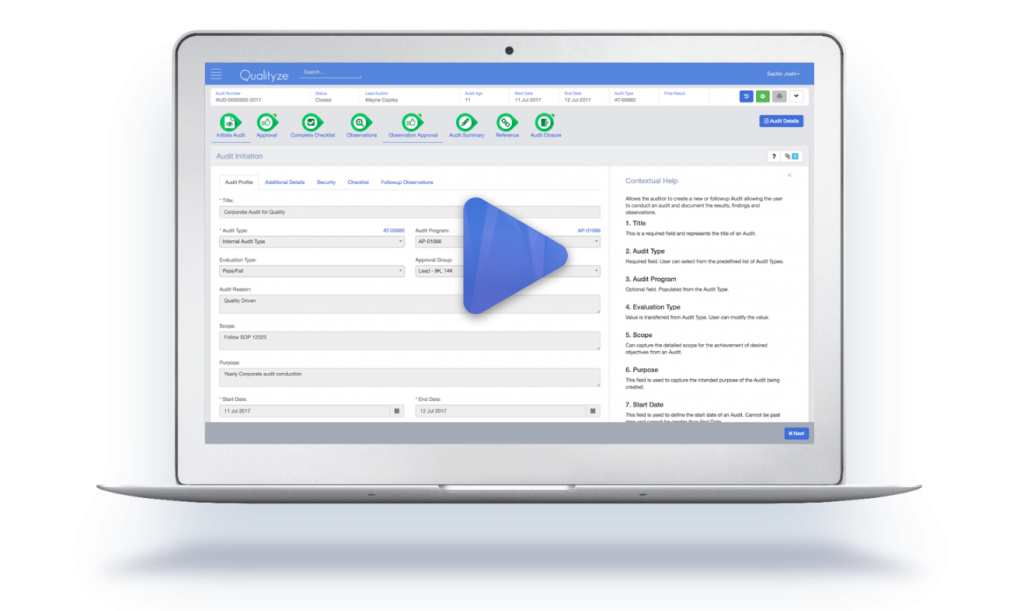 Qualityze
Search...
Sachin Joshi
Audit Number Status Lead Auditor Audit Age Start Date End Date Audit Type Final Result
AUD-0002000-0317 Closed Wayne Copley 11 11 Jul 2017 12 Jul 2017 AT-00680
Initiate Audit Approval Complete Checklist Observations Observation Approval Audit Summary Reference Audit Closure
Audit Details
Audit Initiation
?
Audit Profile Additional Details Security Checklist Followup Observations
* Title:
Corporate Audit for Quality
* Audit Type: AT-00680 Audit Program: AP-01066
Internal Audit Type AP-01066
Evaluation Type: Approval Group:
Pass/Fail Lead - 9K, 14K
Audit Reason:
Quality Driven
Scope:
Follow SOP 12323
Purpose:
Yearly Corporate audit conduction
* Start Date: * End Date:
11 Jul 2017 12 Jul 2017
Contextual Help
x
Allows the auditor to create a new or followup Audit allowing the user
to conduct an audit and document the results, findings and
observations.
1. Title
This is a required field and represents the title of an Audit.
2. Audit Type
Required field. User can select from the predefined list of Audit Types.
3. Audit Program
Optional field. Populated from the Audit Type.
4. Evaluation Type
Value is transferred from Audit Type. User can modify the value.
5. Scope
Can capture the detailed scope for the achievement of desired
objectives from an Audit.
6. Purpose
This field is used to capture the intended purpose of the Audit being
created.
7. Start Date
This field is used to define the start date of an Audit. Cannot be past
date and cannot be greater than End Date.
Next